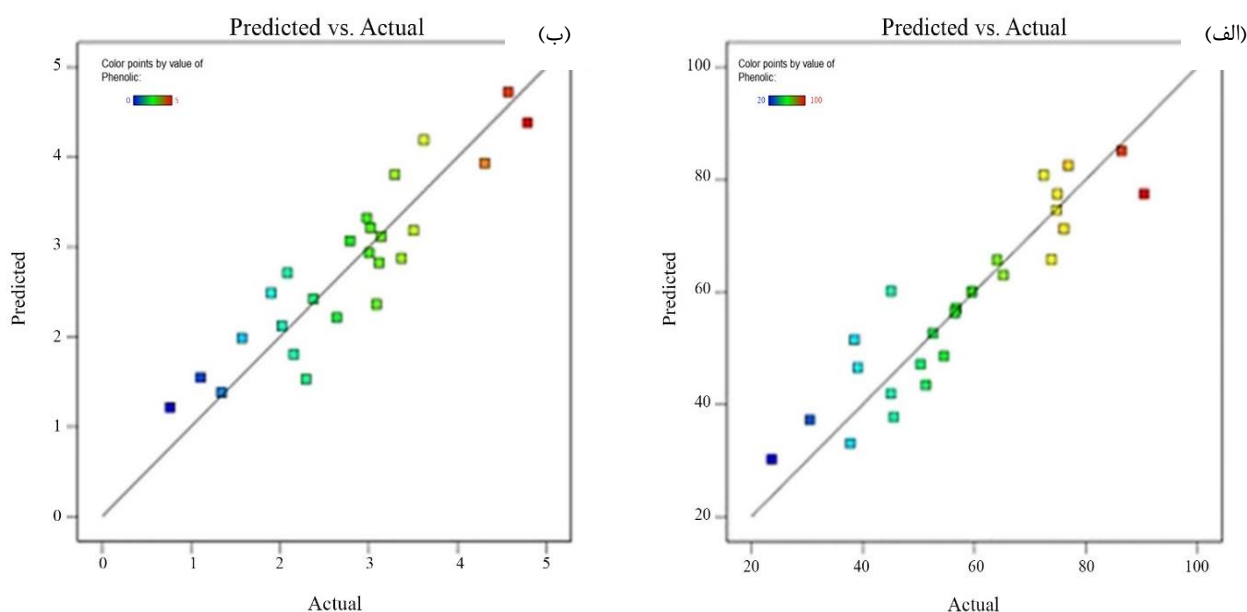 Predicted vs. Actual
(ب)
Color points by value of
Phenolic:
0 5
5
4
3
2
1
0
Predicted
0 1 2 3 4 5
Actual
Predicted vs. Actual
(الف)
Color points by value of
Phenolic:
20 100
100
80
60
40
20
Predicted
20 40 60 80 100
Actual